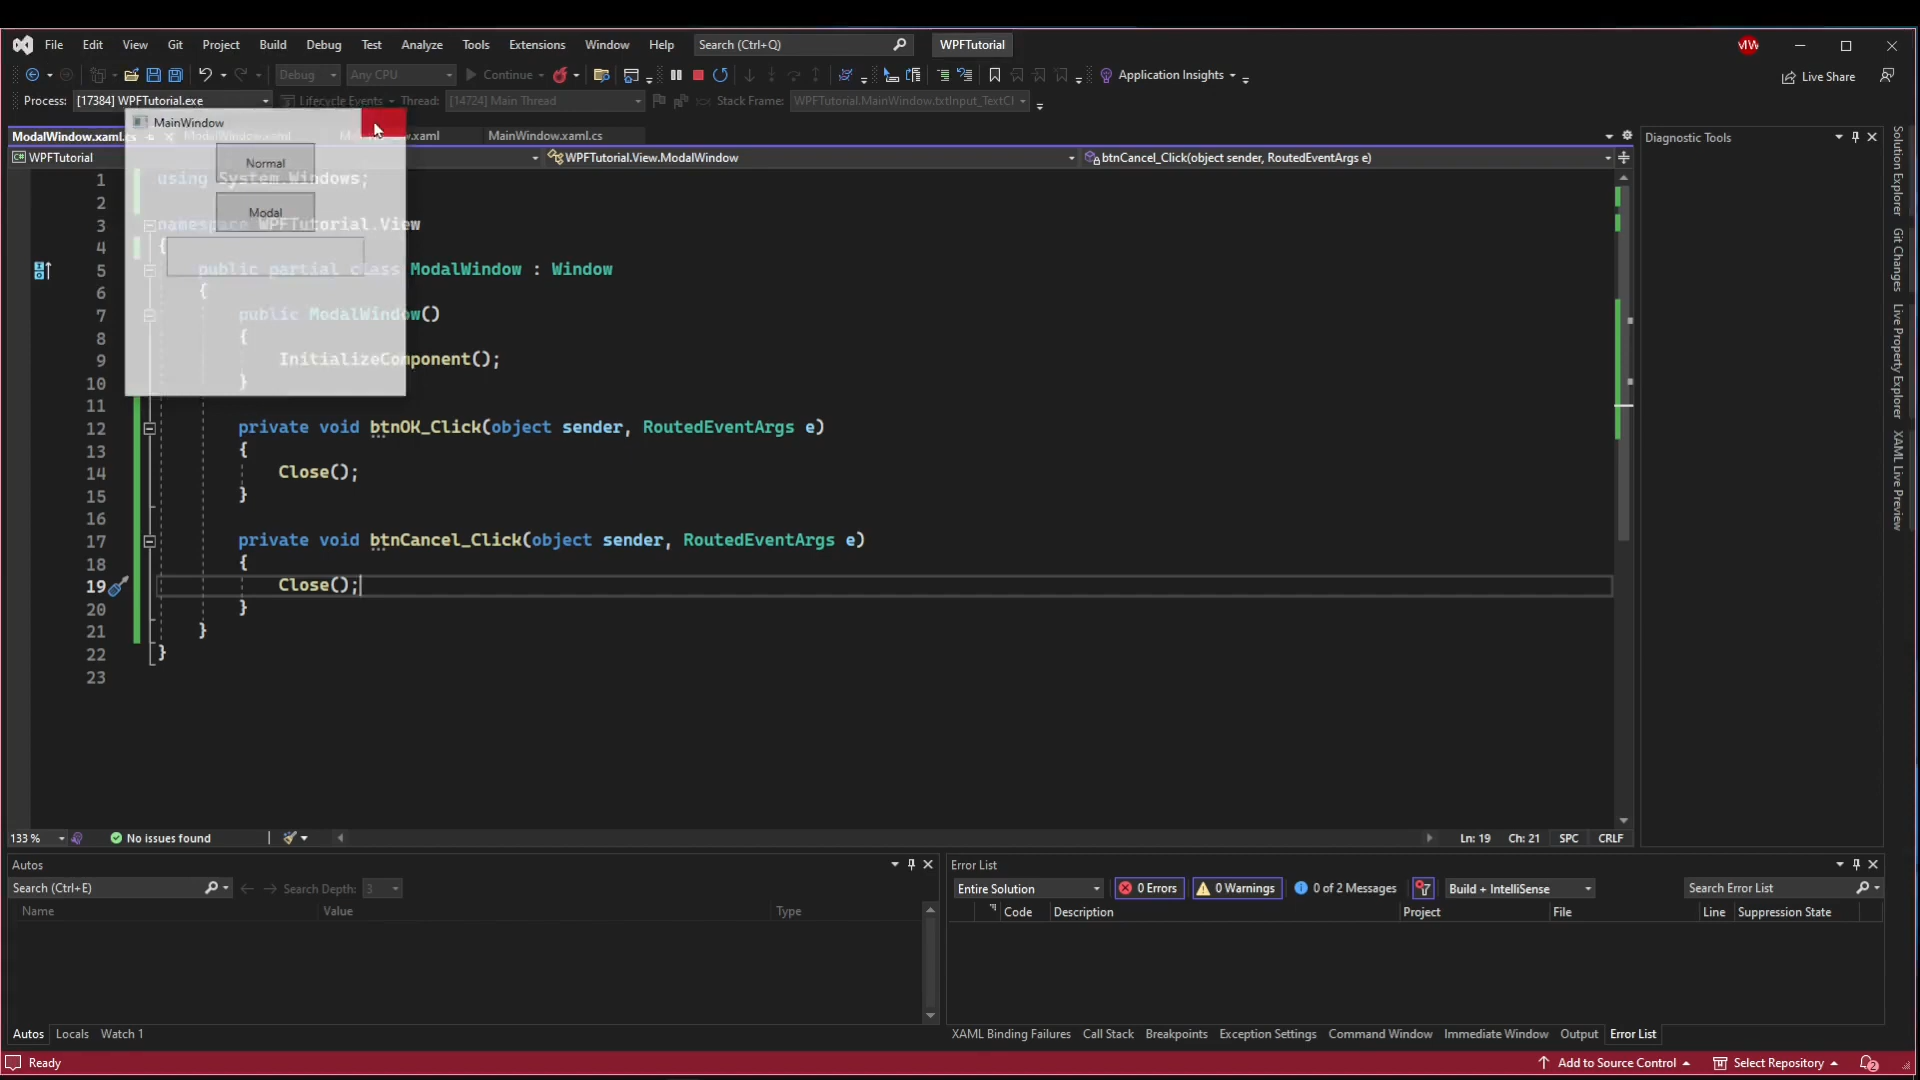 File Edit View Git Project Build Debug Test Analyze Tools Extensions Window Help Search (Ctrl+Q) WPFTutorial MW
Debug Any CPU Continue Application Insights Live Share
Process: [17384] WPFTutorial.exe Lifecycle Events Thread: [14724] Main Thread Stack Frame: WPFTutorial.MainWindow.txtInput_TextCl
MainWindow
ModalWindow.xaml.cs ModalWindow.xaml MainWindow.xaml MainWindow.xaml.cs Diagnostic Tools
WPFTutorial WPFTutorial.View.ModalWindow btnCancel_Click(object sender, RoutedEventArgs e)
Normal
Modal
1 using System.Windows;
2
3 namespace WPFTutorial.View
4 {
5 public partial class ModalWindow : Window
6 {
7 public ModalWindow()
8 {
9 InitializeComponent();
10 }
11
12 private void btnOK_Click(object sender, RoutedEventArgs e)
13 {
14 Close();
15 }
16
17 private void btnCancel_Click(object sender, RoutedEventArgs e)
18 {
19 Close();
20 }
21 }
22 }
23
Solution Explorer
Git Changes
Live Property Explorer
XAML Live Preview
133 % No issues found Ln: 19 Ch: 21 SPC CRLF
Autos
Search (Ctrl+E) Search Depth: 3
Name Value Type
Autos Locals Watch 1
Error List
Entire Solution 0 Errors 0 Warnings 0 of 2 Messages Build + IntelliSense Search Error List
Code Description Project File Line Suppression State
XAML Binding Failures Call Stack Breakpoints Exception Settings Command Window Immediate Window Output Error List
Ready Add to Source Control Select Repository 2